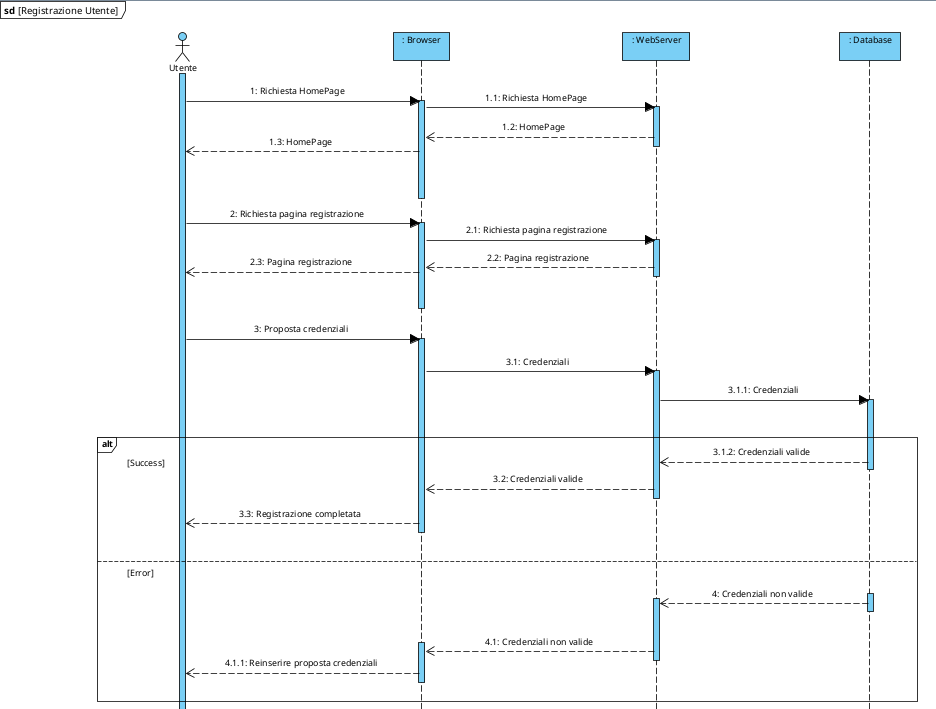 sd [Registrazione Utente]
: Browser
: WebServer
: Database
Utente
1: Richiesta HomePage
1.1: Richiesta HomePage
1.2: HomePage
1.3: HomePage
2: Richiesta pagina registrazione
2.1: Richiesta pagina registrazione
2.2: Pagina registrazione
2.3: Pagina registrazione
3: Proposta credenziali
3.1: Credenziali
3.1.1: Credenziali
alt
[Success]
3.1.2: Credenziali valide
3.2: Credenziali valide
3.3: Registrazione completata
[Error]
4: Credenziali non valide
4.1: Credenziali non valide
4.1.1: Reinserire proposta credenziali